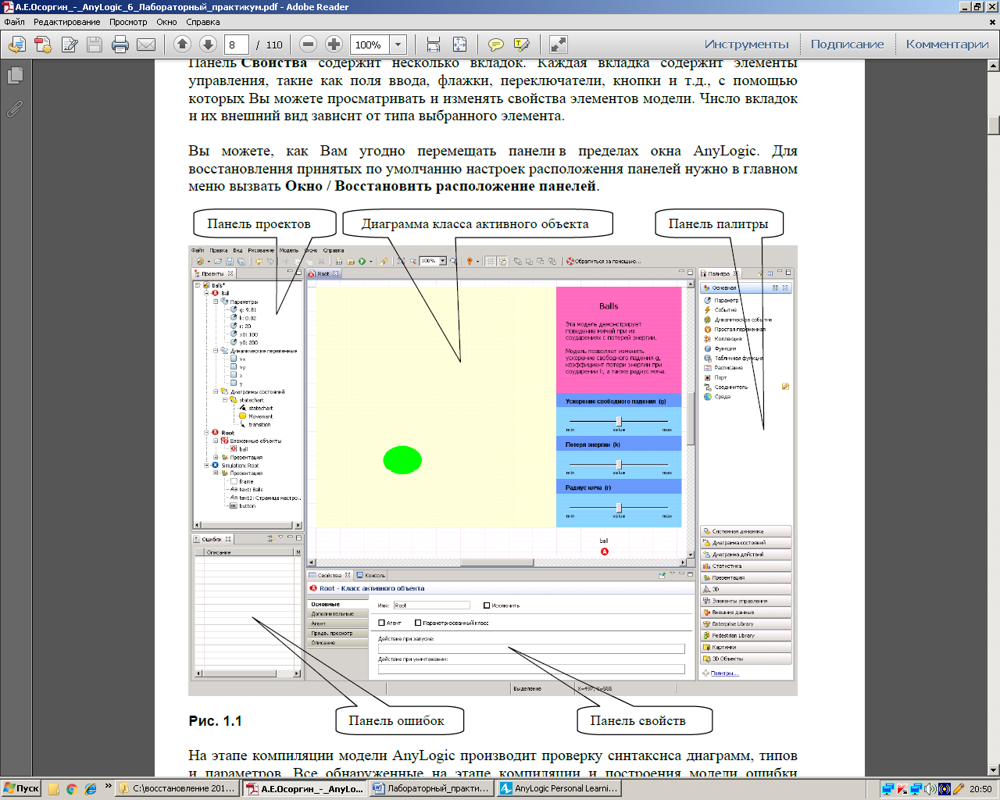 А.Е.Осоргин_-_AnyLogic_6_Лабораторный_практикум.pdf - Adobe Reader
Файл Редактирование Просмотр Окно Справка
8 / 110 100% Инструменты Подписание Комментарии
Панель Свойства содержит несколько вкладок. Каждая вкладка содержит элементы
управления, такие как поля ввода, флажки, переключатели, кнопки и т.д., с помощью
которых Вы можете просматривать и изменять свойства элементов модели. Число вкладок
и их внешний вид зависит от типа выбранного элемента.
Вы можете, как Вам угодно перемещать панели в пределах окна AnyLogic. Для
восстановления принятых по умолчанию настроек расположения панелей нужно в главном
меню вызвать Окно / Восстановить расположение панелей.
Панель проектов
Диаграмма класса активного объекта
Панель палитры
Файл Правка Вид Рисование Модель Окно Справка
100% Обратиться за помощью...
Проекты
Balls*
Ball
Параметры
g: 9.81
k: 0.02
r: 20
x0: 100
y0: 200
Динамические переменные
vx
vy
x
y
Диаграммы состояний
statechart
statechart
Movement
transition
Root
Вложенные объекты
ball
Презентация
Simulation: Root
Презентация
frame
text: Balls
text1: Страница настро...
button
Root
Balls
Эта модель демонстрирует
поведение мячей при их
соударениях с потерей энергии.
Модель позволяет изменять
ускорение свободного падения g,
коэффициент потери энергии при
соударении k, а также радиус мяча.
Ускорение свободного падения (g)
min value max
Потеря энергии (k)
min value max
Радиус мяча (r)
min value max
ball
Палитра
Основная
Параметр
Событие
Динамическое событие
Простая переменная
Коллекция
Функция
Табличная функция
Расписание
Порт
Соединитель
Среда
Системная динамика
Диаграмма состояний
Диаграмма действий
Статистика
Презентация
3D
Элементы управления
Внешние данные
Enterprise Library
Pedestrian Library
Картинки
3D Объекты
Палитры...
Ошибки
Описание М
Свойства Консоль
Root - Класс активного объекта
Основные
Дополнительные
Агент
Предв. просмотр
Описание
Имя: Root Исключить
Агент Параметризованный класс
Действие при запуске:
Действие при уничтожении:
Выделение X=497, Y=555
Панель ошибок
Панель свойств
Рис. 1.1
На этапе компиляции модели AnyLogic производит проверку синтаксиса диаграмм, типов
и параметров. Все обнаруженные на этапе компиляции и построения модели ошибки
Пуск » C:\восстановление 201... А.Е.Осоргин_-_AnyLo... Лабораторный_практи... AnyLogic Personal Learni... 20:50